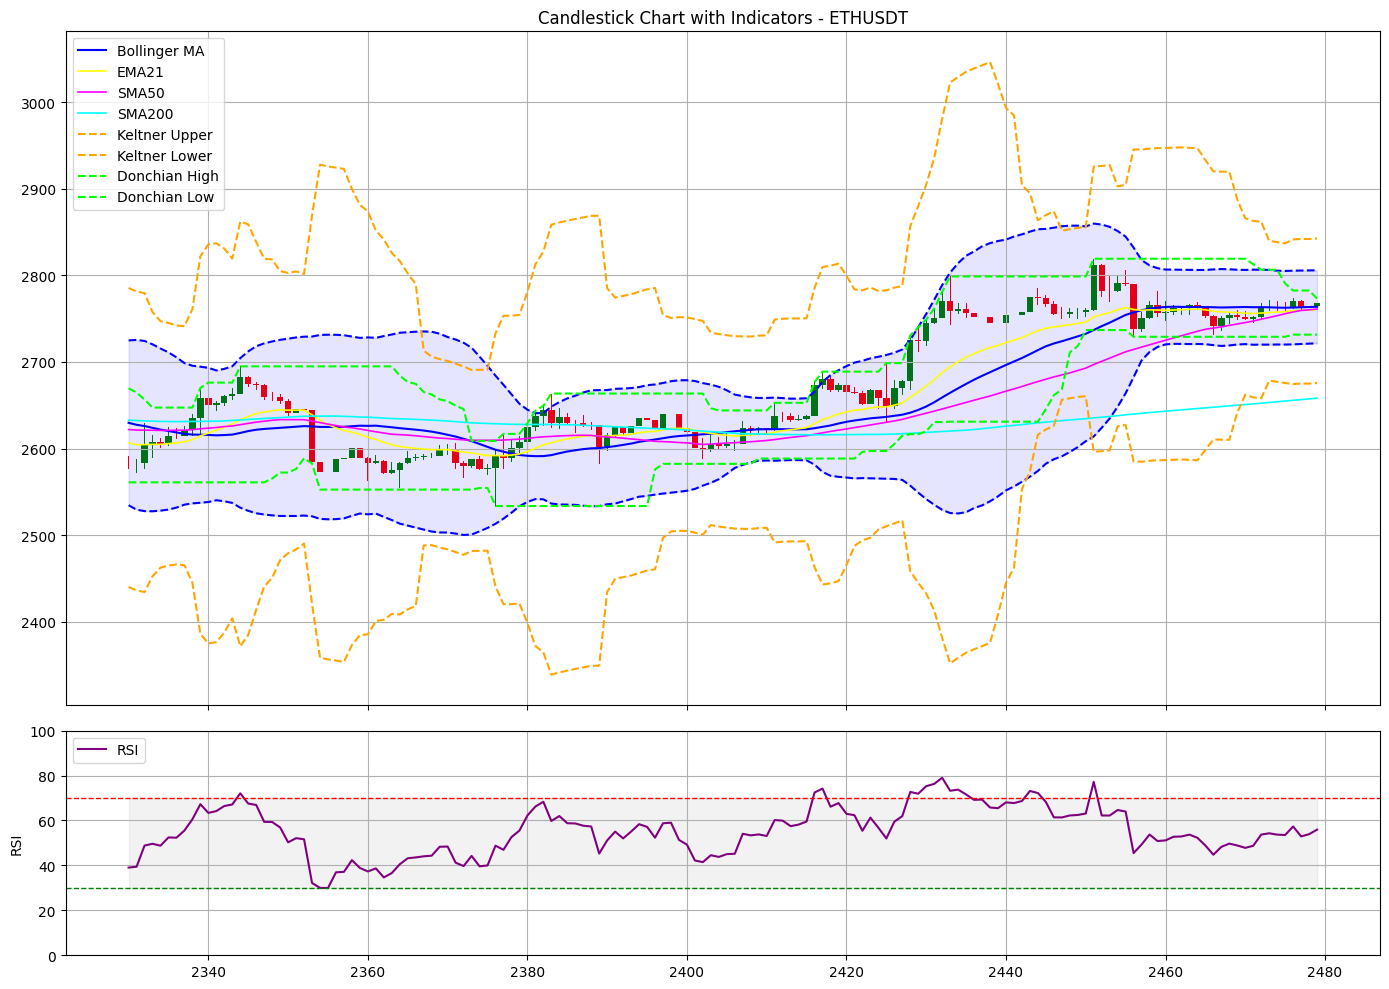 Candlestick Chart with Indicators - ETHUSDT
Bollinger MA
EMA21
SMA50
SMA200
Keltner Upper
Keltner Lower
Donchian High
Donchian Low
3000
2900
2800
2700
2600
2500
2400
RSI
100
80
60
40
20
0
RSI
2340
2360
2380
2400
2420
2440
2460
2480